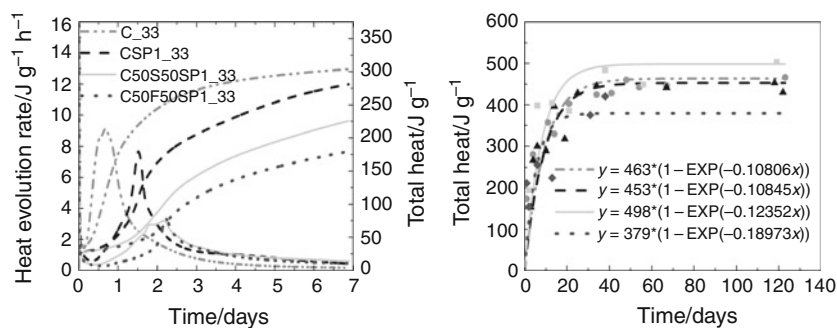 Heat evolution rate/J g⁻¹ h⁻¹
16
14
12
10
8
6
4
2
0
C_33
CSP1_33
C50S50SP1_33
C50F50SP1_33
350
300
250
200
150
100
50
0
Total heat/J g⁻¹
0 1 2 3 4 5 6 7
Time/days
Total heat/J g⁻¹
600
500
400
300
200
100
0
y = 463*(1–EXP(–0.10806x))
y = 453*(1–EXP(–0.10845x))
y = 498*(1–EXP(–0.12352x))
y = 379*(1–EXP(–0.18973x))
0 20 40 60 80 100 120 140
Time/days